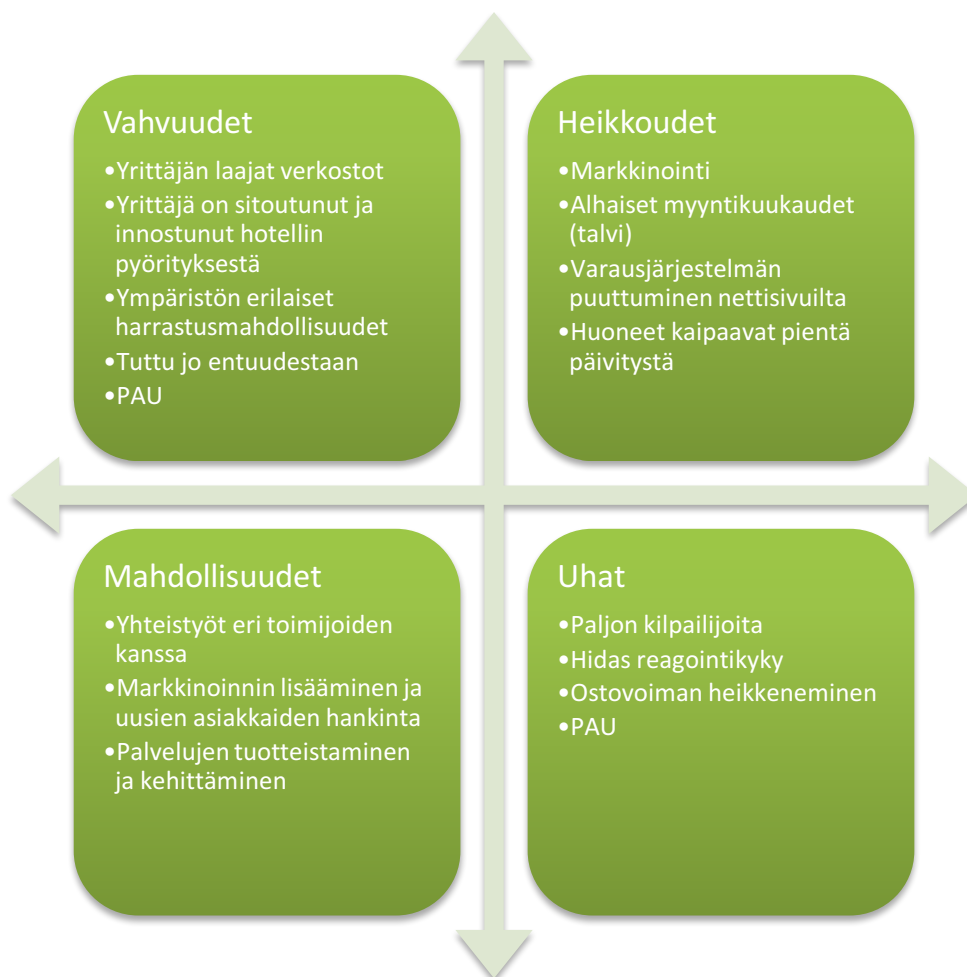 Vahvuudet
•Yrittäjän laajat verkostot
•Yrittäjä on sitoutunut ja
innostunut hotellin
pyörityksestä
•Ympäristön erilaiset
harrastusmahdollisuudet
•Tuttu jo entuudestaan
•PAU
Heikkoudet
•Markkinointi
•Alhaiset myyntikuukaudet
(talvi)
•Varausjärjestelmän
puuttuminen nettisivuilta
•Huoneet kaipaavat pientä
päivitystä
Mahdollisuudet
•Yhteistyöt eri toimijoiden
kanssa
•Markkinoinnin lisääminen ja
uusien asiakkaiden hankinta
•Palvelujen tuotteistaminen
ja kehittäminen
Uhat
•Paljon kilpailijoita
•Hidas reagointikyky
•Ostovoiman heikkeneminen
•PAU